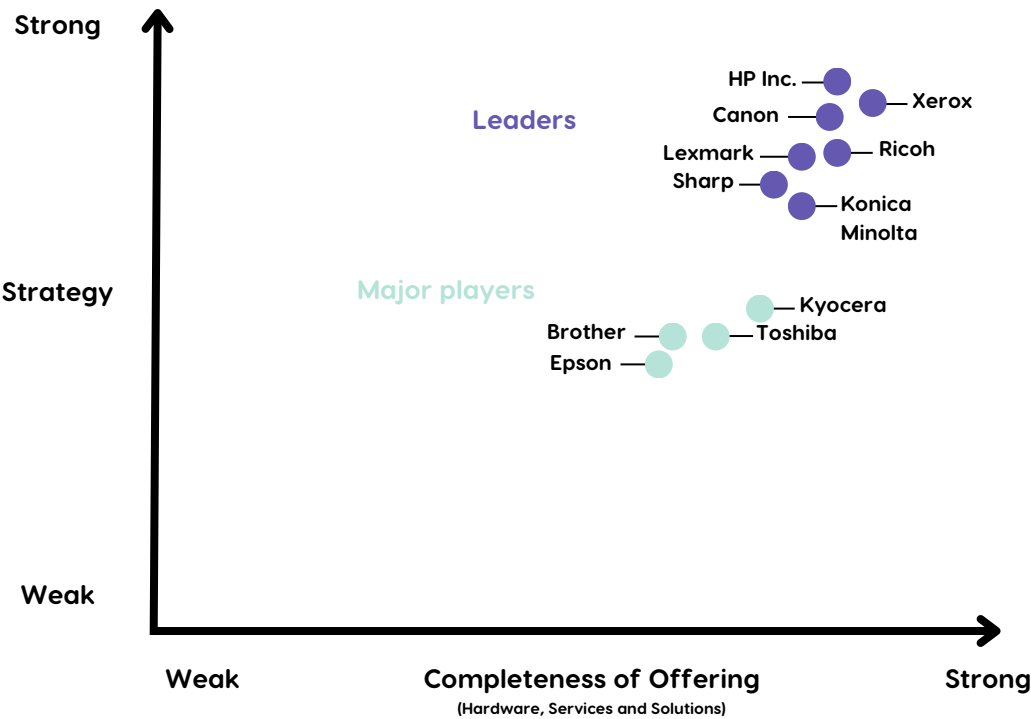 Strong
HP Inc.
Xerox
Canon
Leaders
Ricoh
Lexmark
Sharp
Konica
Minolta
Strategy
Major players
Kyocera
Brother
Toshiba
Epson
Weak
Weak
Completeness of Offering
Strong
(Hardware, Services and Solutions)